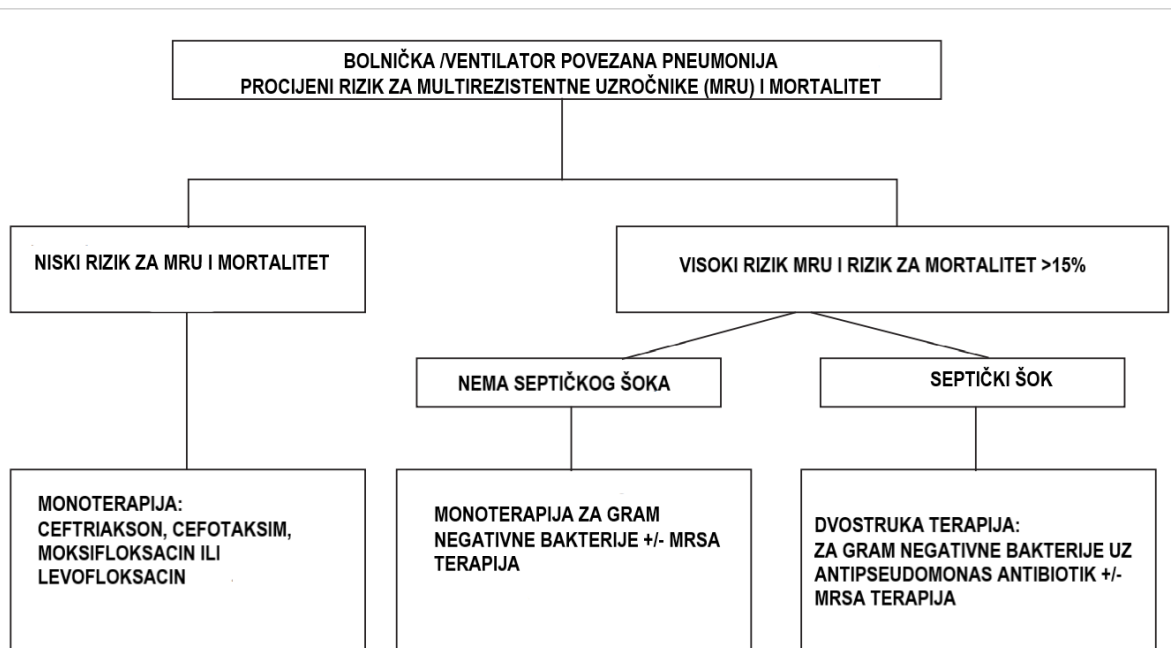 BOLNIČKA /VENTILATOR POVEZANA PNEUMONIJA
PROCIJENI RIZIK ZA MULTIREZISTENTNE UZROČNIKE (MRU) I MORTALITET
NISKI RIZIK ZA MRU I MORTALITET
VISOKI RIZIK MRU I RIZIK ZA MORTALITET >15%
NEMA SEPTIČKOG ŠOKA
SEPTIČKI ŠOK
MONOTERAPIJA:
CEFTRIAKSON, CEFOTAKSIM,
MOKSIFLOKSACIN ILI
LEVOFLOKSACIN
MONOTERAPIJA ZA GRAM
NEGATIVNE BAKTERIJE +/- MRSA
TERAPIJA
DVOSTRUKA TERAPIJA:
ZA GRAM NEGATIVNE BAKTERIJE UZ
ANTIPSEUDOMONAS ANTIBIOTIK +/-
MRSA TERAPIJA